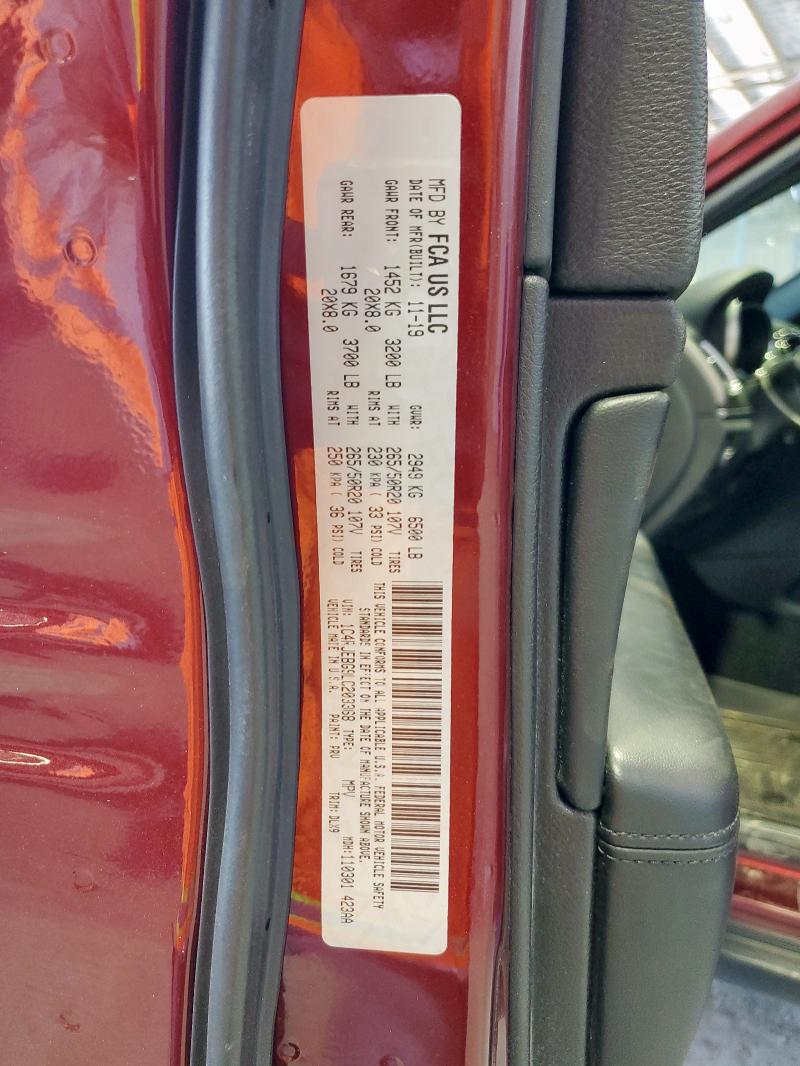 MFD BY FCA US LLC
DATE OF MFR(BUILT): 11-19 GVWR: 2949 KG 6500 LB
GAWR FRONT: 1452 KG 3200 LB WITH 265/50R20 107V TIRES
20X8.0 RIMS AT 230 KPA ( 33 PSI) COLD
GAWR REAR: 1679 KG 3700 LB WITH 265/50R20 107V TIRES
20X8.0 RIMS AT 250 KPA ( 36 PSI) COLD
THIS VEHICLE CONFORMS TO ALL APPLICABLE U.S.A. FEDERAL MOTOR VEHICLE SAFETY
STANDARDS IN EFFECT ON THE DATE OF MANUFACTURE SHOWN ABOVE.
VIN: TYPE: MPV MDH:110301 423AA
VEHICLE MADE IN U.S.A. PAINT: PRV TRIM: DLX9